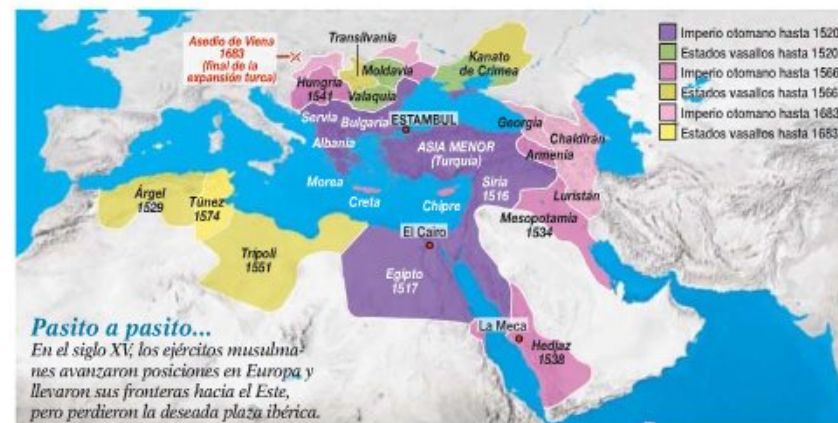 Asedio de Viena
1683
(final de la
expansión turca)
Transilvania
Moldavia
Kanato
de Crimea
Hungría
1541
Valaquia
Servia
Bulgaria
ESTAMBUL
Albania
ASIA MENOR
(Turquía)
Georgia
Chaldirán
Armenia
Morea
Creta
Chipre
Siria
1516
Luristán
Mesopotamia
1534
Árgel
1529
Túnez
1574
Trípoli
1551
El Cairo
Egipto
1517
La Meca
Hedjaz
1538
Imperio otomano hasta 1520
Estados vasallos hasta 1520
Imperio otomano hasta 1566
Estados vasallos hasta 1566
Imperio otomano hasta 1683
Estados vasallos hasta 1683
Pasito a pasito...
En el siglo XV, los ejércitos musulma-
nes avanzaron posiciones en Europa y
llevaron sus fronteras hacia el Este,
pero perdieron la deseada plaza ibérica.